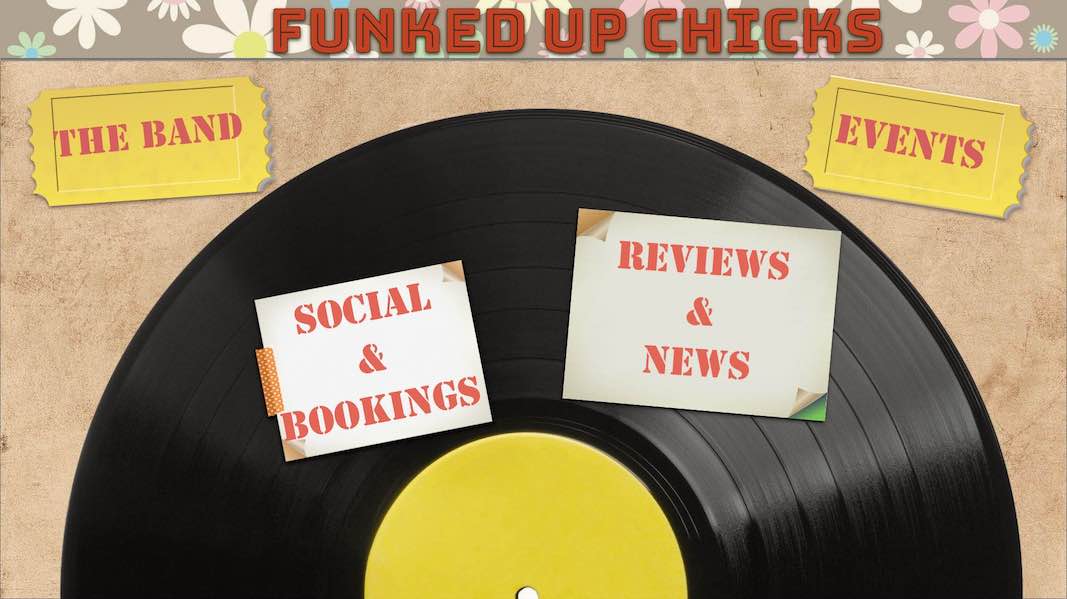 FUNKED UP CHICKS
THE BAND
EVENTS
SOCIAL
&
BOOKINGS
REVIEWS
&
NEWS